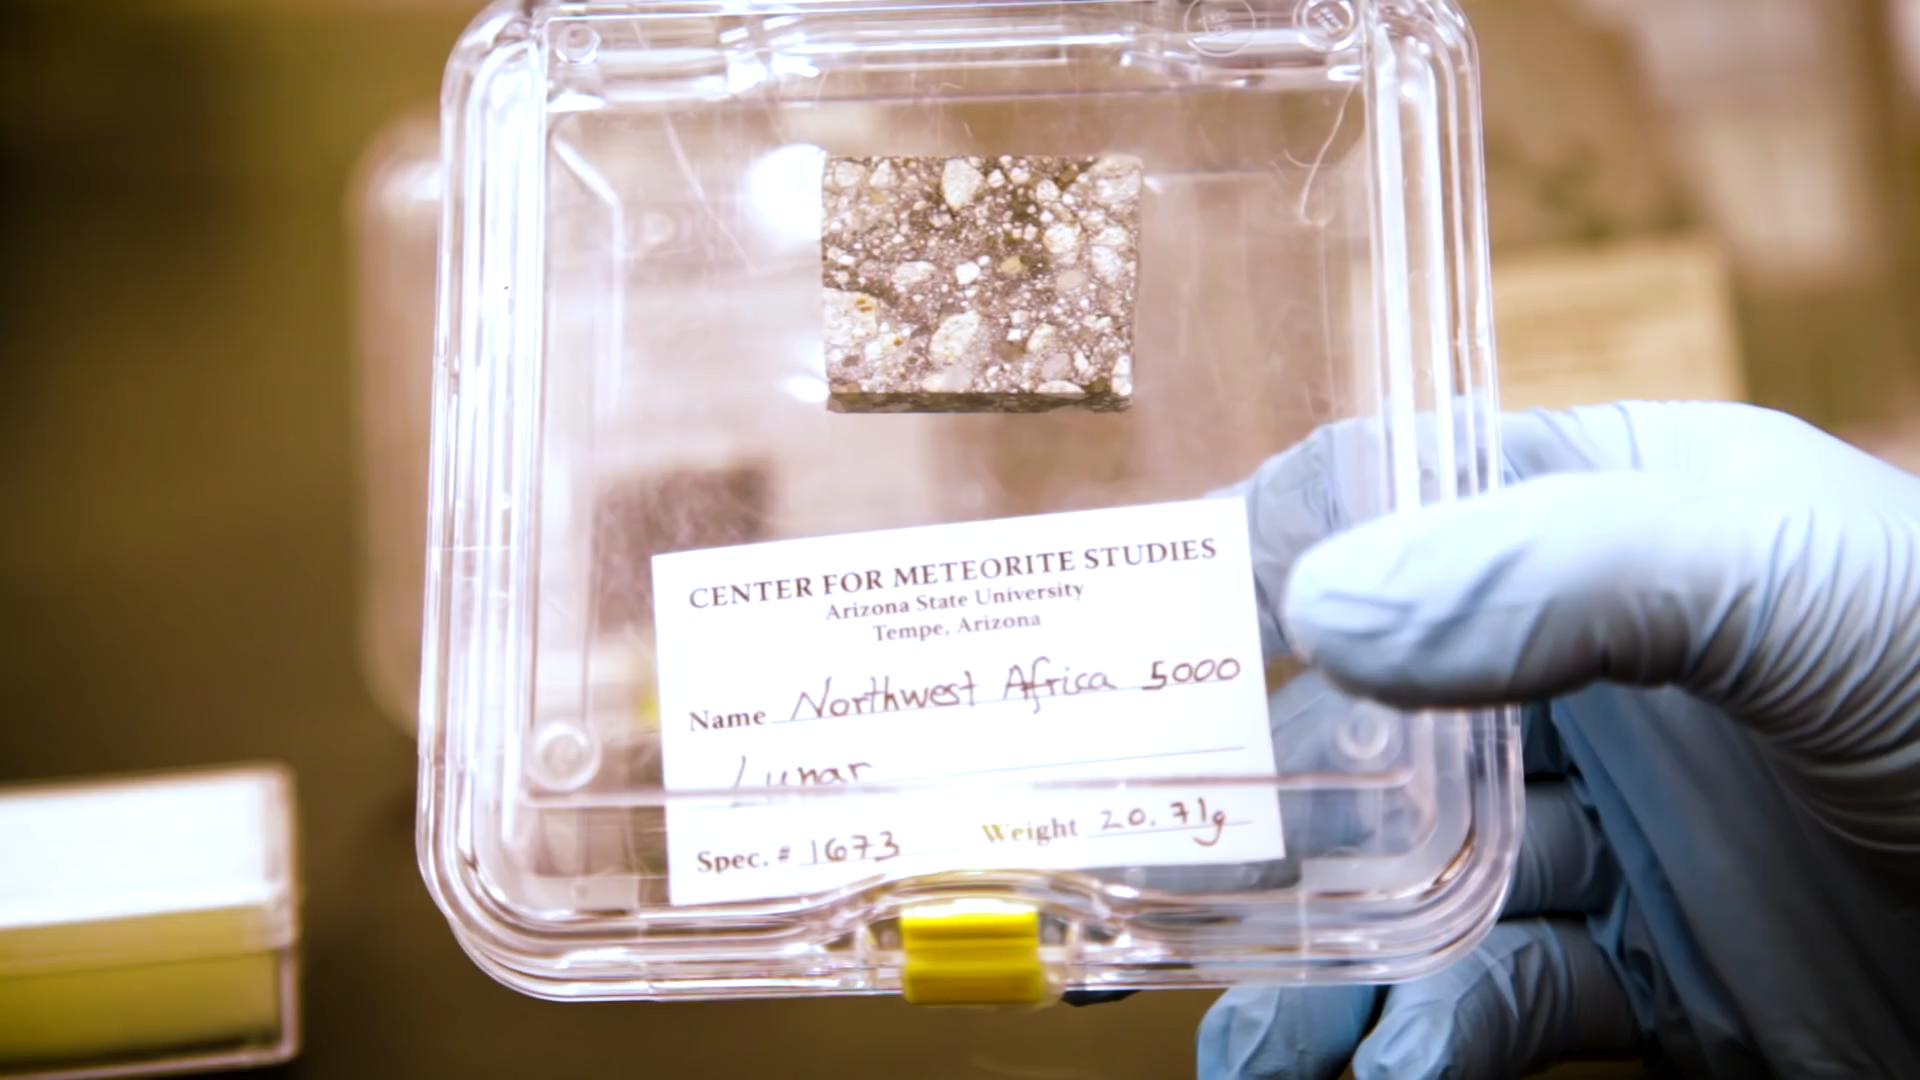 CENTER FOR METEORITE STUDIES
Arizona State University
Tempe, Arizona
Name Northwest Africa 5000
Lunar
Spec. # 1673 Weight 20.71g